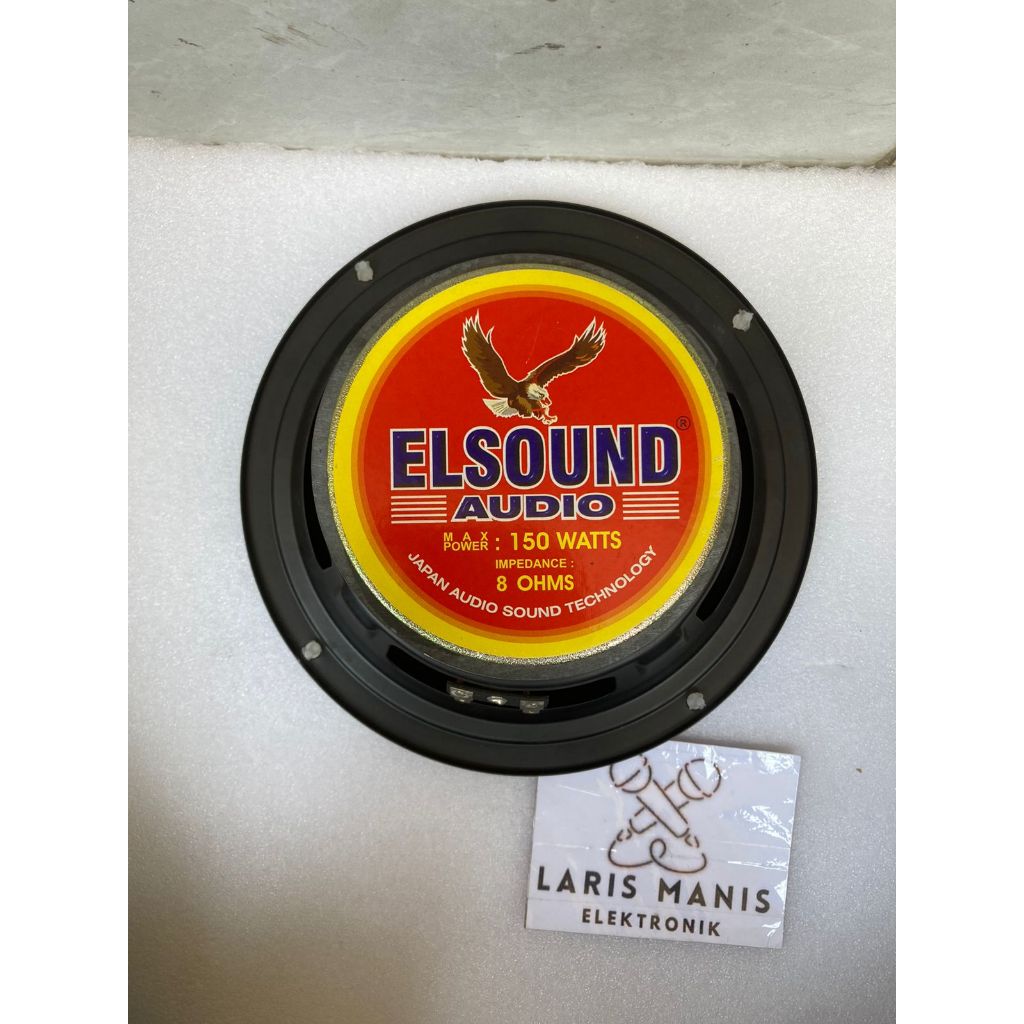 ELSOUND®
AUDIO
MAX POWER : 150 WATTS
IMPEDANCE :
8 OHMS
JAPAN AUDIO SOUND TECHNOLOGY
LARIS MANIS
ELEKTRONIK